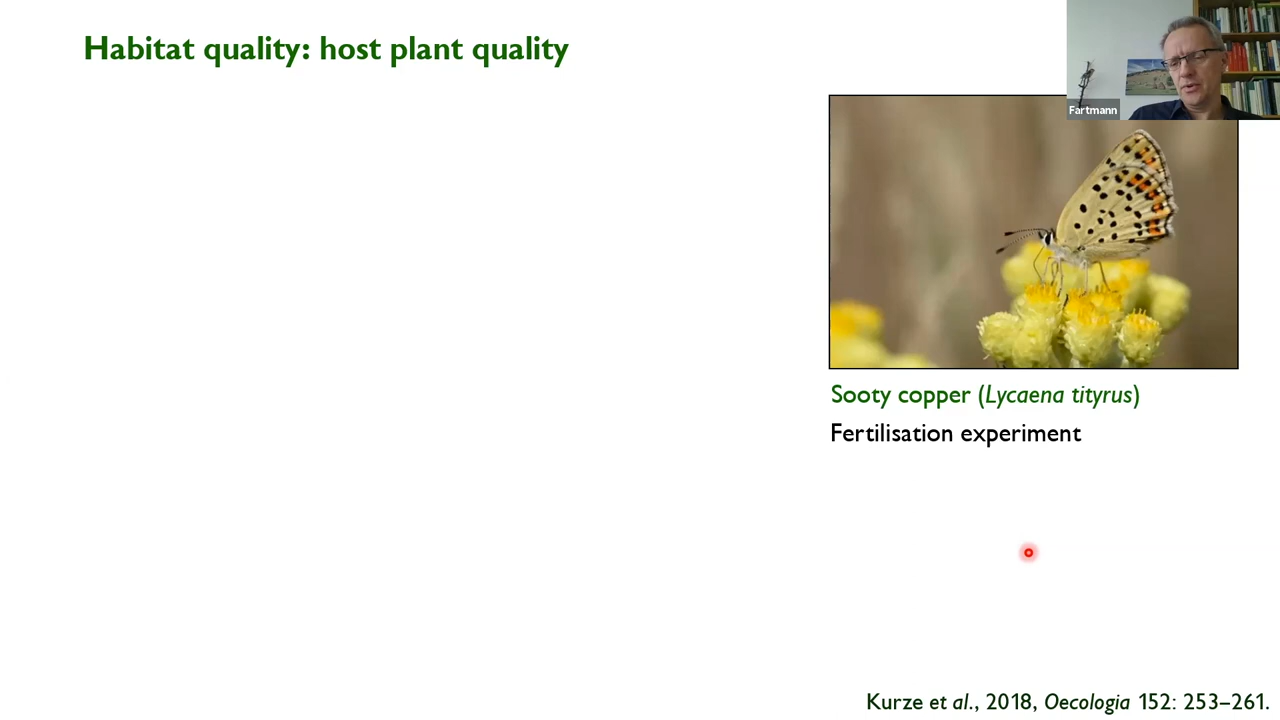 Habitat quality: host plant quality
Fartmann
Sooty copper (Lycaena tityrus)
Fertilisation experiment
Kurze et al., 2018, Oecologia 152: 253–261.